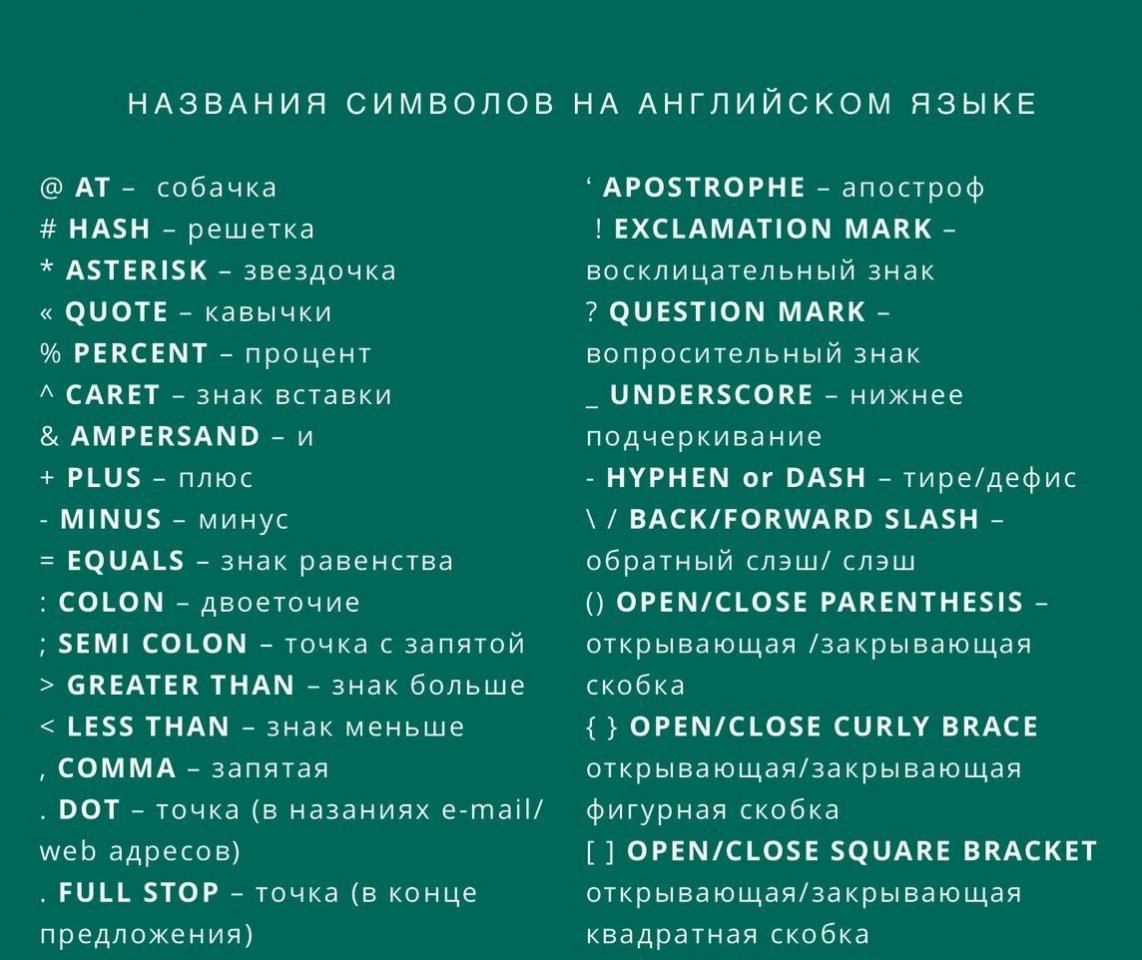 НАЗВАНИЯ СИМВОЛОВ НА АНГЛИЙСКОМ ЯЗЫКЕ
@ AT – собачка
# HASH – решетка
* ASTERISK – звездочка
« QUOTE – кавычки
% PERCENT – процент
^ CARET – знак вставки
& AMPERSAND – и
+ PLUS – плюс
- MINUS – минус
= EQUALS – знак равенства
: COLON – двоеточие
; SEMI COLON – точка с запятой
> GREATER THAN – знак больше
< LESS THAN – знак меньше
, COMMA – запятая
. DOT – точка (в назаниях e-mail/
web адресов)
. FULL STOP – точка (в конце
предложения)
‘ APOSTROPHE – апостроф
! EXCLAMATION MARK –
восклицательный знак
? QUESTION MARK –
вопросительный знак
_ UNDERSCORE – нижнее
подчеркивание
- HYPHEN or DASH – тире/дефис
\ / BACK/FORWARD SLASH –
обратный слэш/ слэш
() OPEN/CLOSE PARENTHESIS –
открывающая /закрывающая
скобка
{ } OPEN/CLOSE CURLY BRACE
открывающая/закрывающая
фигурная скобка
[ ] OPEN/CLOSE SQUARE BRACKET
открывающая/закрывающая
квадратная скобка